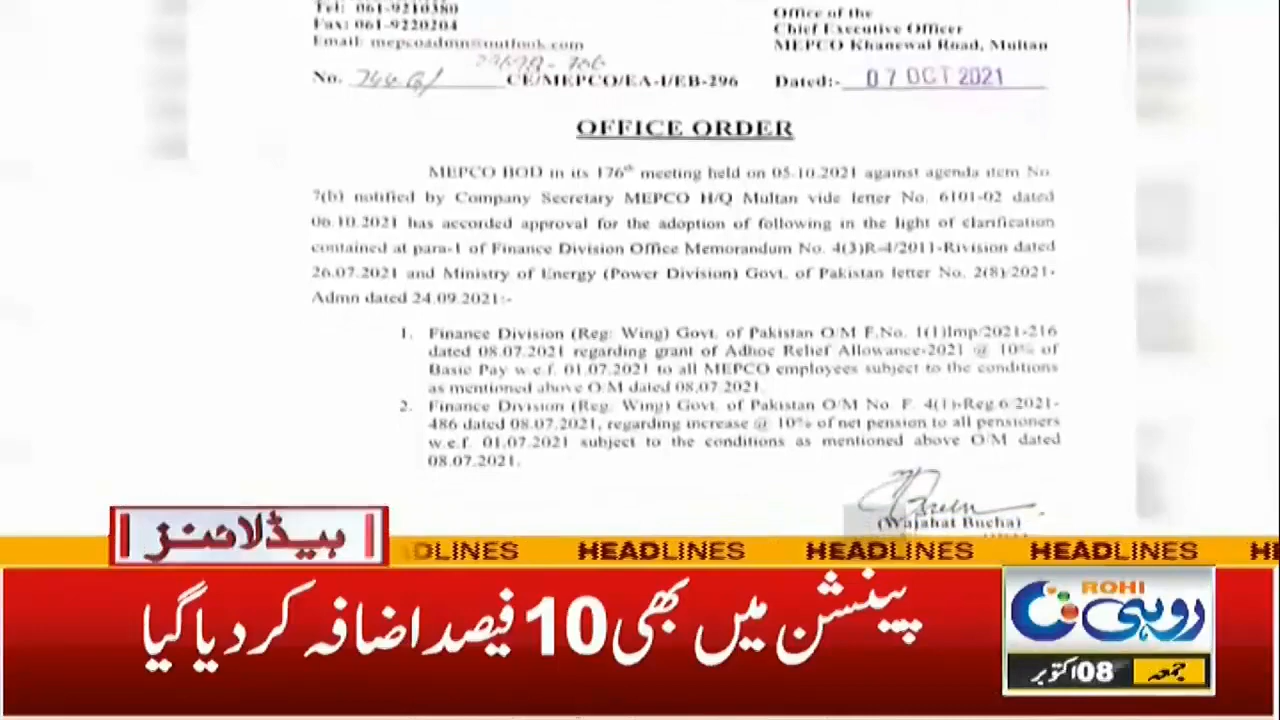 Tel: 061-9210380
Fax: 061-9220204
Email: mepcoadmn@outlook.com
Office of the
Chief Executive Officer
MEPCO Khanewal Road, Multan
No. CE/MEPCO/EA-I/EB-296
Dated:- 07 OCT 2021
OFFICE ORDER
MEPCO BOD in its 176th meeting held on 05.10.2021 against agenda item No.
7(b) notified by Company Secretary MEPCO H/Q Multan vide letter No. 6101-02 dated
06.10.2021 has accorded approval for the adoption of following in the light of clarification
contained at para-1 of Finance Division Office Memorandum No. 4(3)R-4/2011-Rivision dated
26.07.2021 and Ministry of Energy (Power Division) Govt. of Pakistan letter No. 2(8)/2021-
Admn dated 24.09.2021:-
1. Finance Division (Reg: Wing) Govt. of Pakistan O/M F.No. 1(1)Imp/2021-216
dated 08.07.2021 regarding grant of Adhoc Relief Allowance-2021 @ 10% of
Basic Pay w.e.f. 01.07.2021 to all MEPCO employees subject to the conditions
as mentioned above O/M dated 08.07.2021.
2. Finance Division (Reg: Wing) Govt. of Pakistan O/M No. F. 4(1)-Reg.6/2021-
486 dated 08.07.2021, regarding increase @ 10% of net pension to all pensioners
w.e.f. 01.07.2021 subject to the conditions as mentioned above O/M dated
08.07.2021.
(Wajahat Bucha)
ہیڈلائنز
DLINES HEADLINES HEADLINES HEADLINES HE
پینشن میں بھی 10 فیصد اضافہ کر دیا گیا
ROHI
روہی
جمعہ 08 اکتوبر